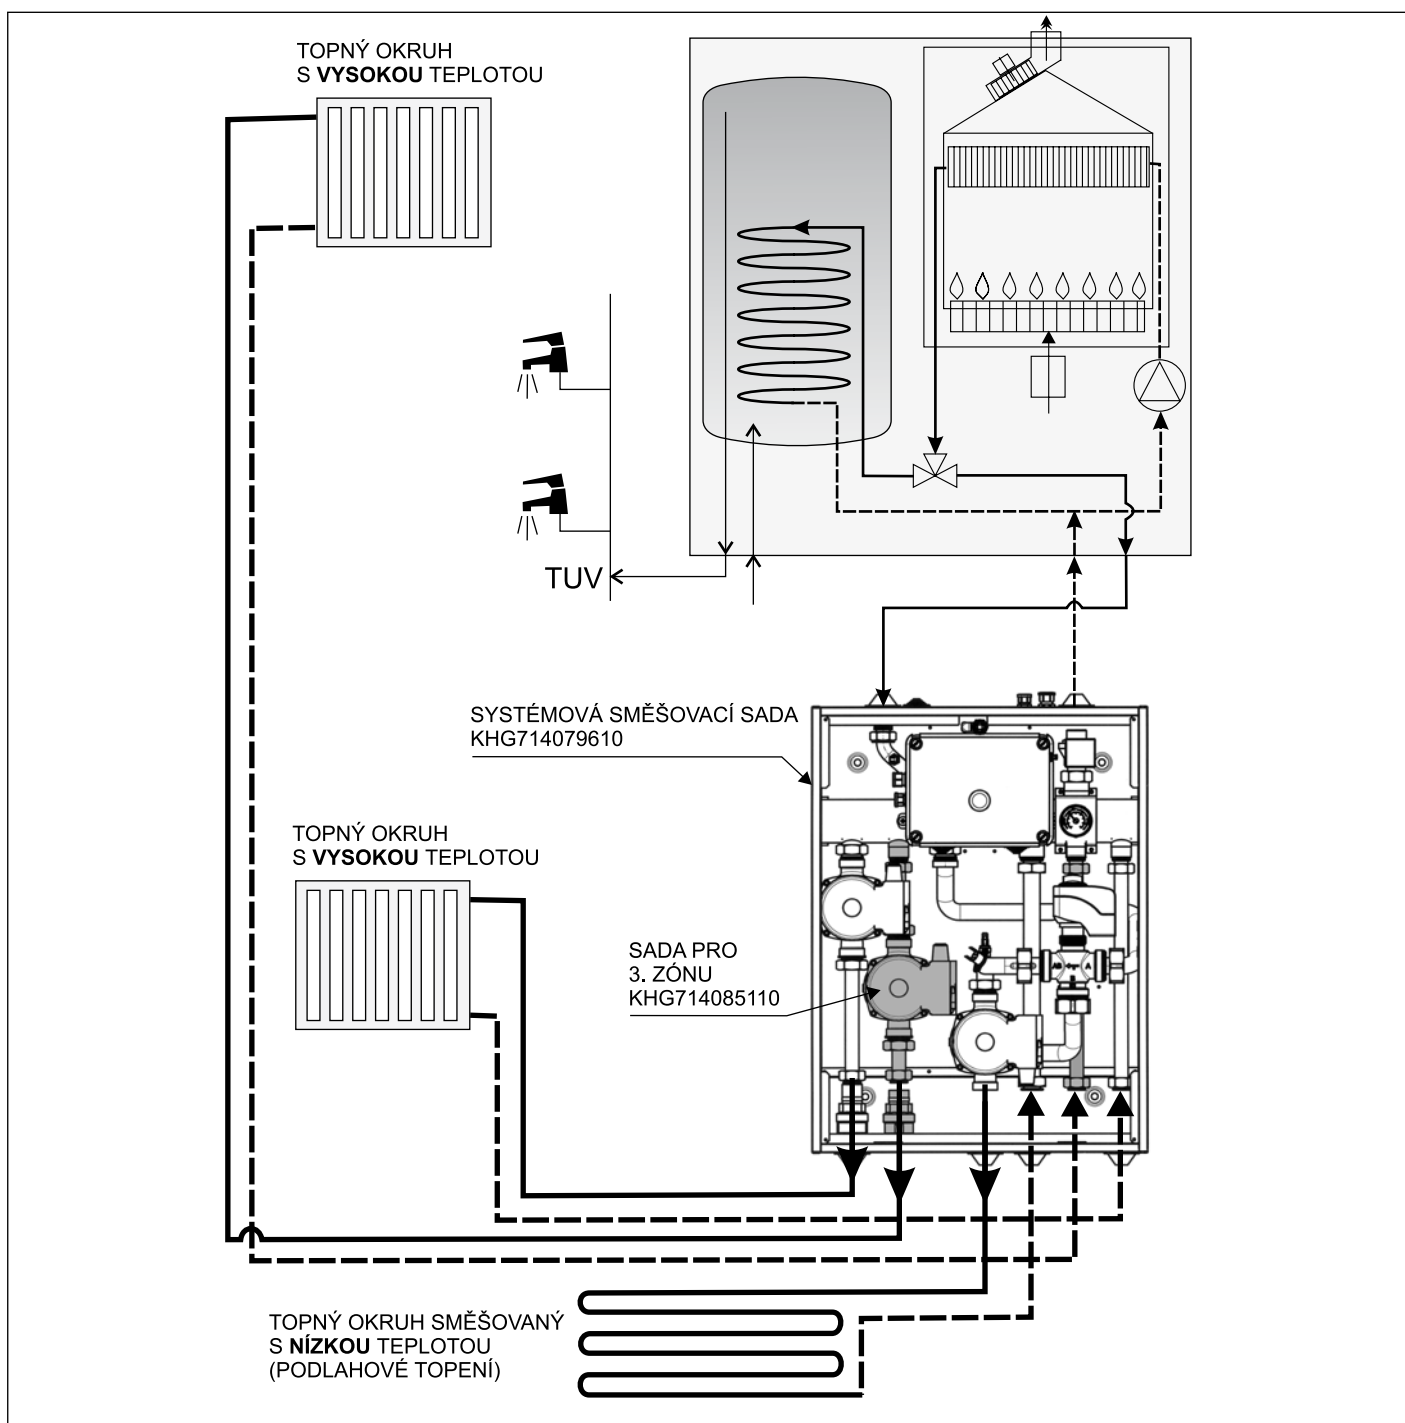 TOPNÝ OKRUH
S VYSOKOU TEPLOTOU
TUV
SYSTÉMOVÁ SMĚŠOVACÍ SADA
KHG714079610
TOPNÝ OKRUH
S VYSOKOU TEPLOTOU
SADA PRO
3. ZÓNU
KHG714085110
AB
A
TOPNÝ OKRUH SMĚŠOVANÝ
S NÍZKOU TEPLOTOU
(PODLAHOVÉ TOPENÍ)